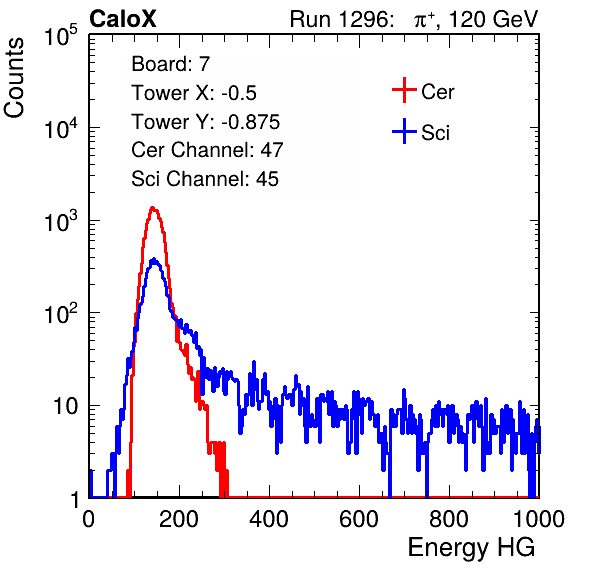 CaloX Run 1296: π⁺, 120 GeV
Counts
10⁵
10⁴
10³
10²
10
1
Board: 7
Tower X: -0.5
Tower Y: -0.875
Cer Channel: 47
Sci Channel: 45
Cer
Sci
0 200 400 600 800 1000
Energy HG